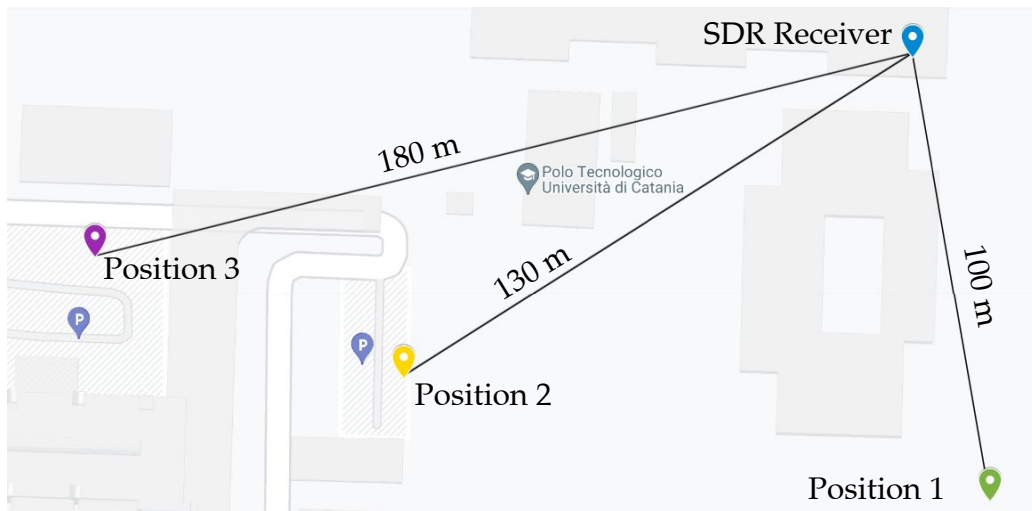 SDR Receiver
180 m
Polo Tecnologico
Università di Catania
Position 3
130 m
100 m
P
P
Position 2
Position 1